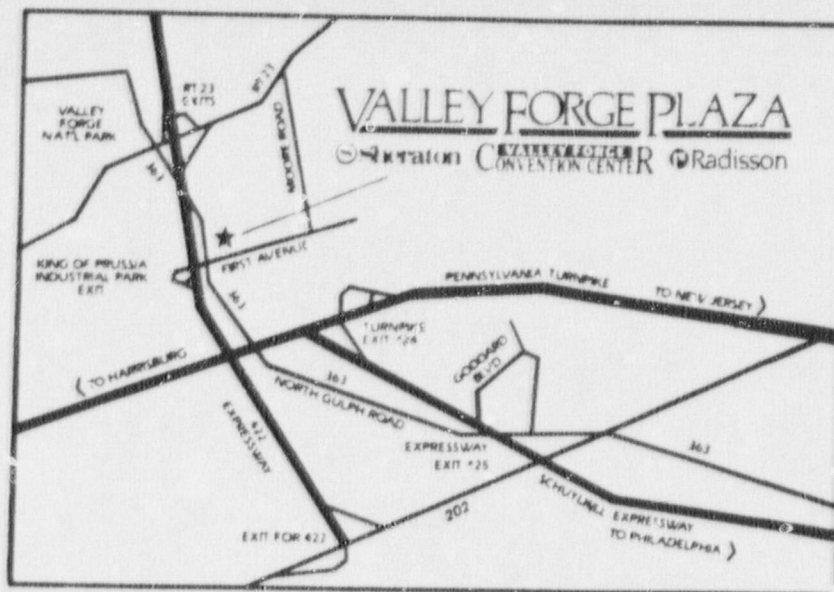 VALLEY FORGE PLAZA
Sheraton
VALLEY FORGE
CONVENTION CENTER
Radisson
RT 23
EXITS
RT 23
MOORE ROAD
VALLEY
FORGE
NAT'L PARK
363
KING OF PRUSSIA
INDUSTRIAL PARK
EXIT
FIRST AVENUE
363
PENNSYLVANIA TURNPIKE
TO NEW JERSEY
TURNPIKE
EXIT
GODDARD
BLVD
TO HARRISBURG
363
NORTH GULPH ROAD
422
EXPRESSWAY
EXPRESSWAY
EXIT
363
202
SCHUYLKILL EXPRESSWAY
TO PHILADELPHIA
EXIT FOR 422